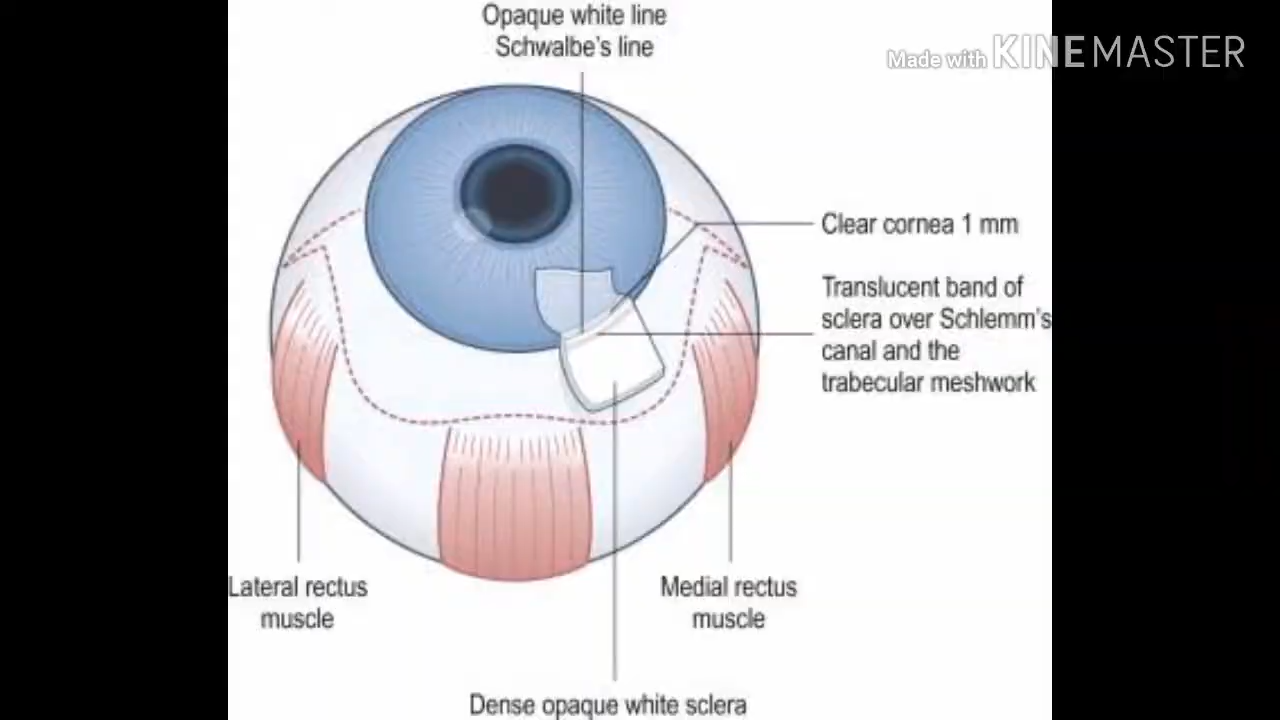 Opaque white line
Schwalbe's line
Made with KINEMASTER
Clear cornea 1 mm
Translucent band of
sclera over Schlemm's
canal and the
trabecular meshwork
Lateral rectus
muscle
Medial rectus
muscle
Dense opaque white sclera